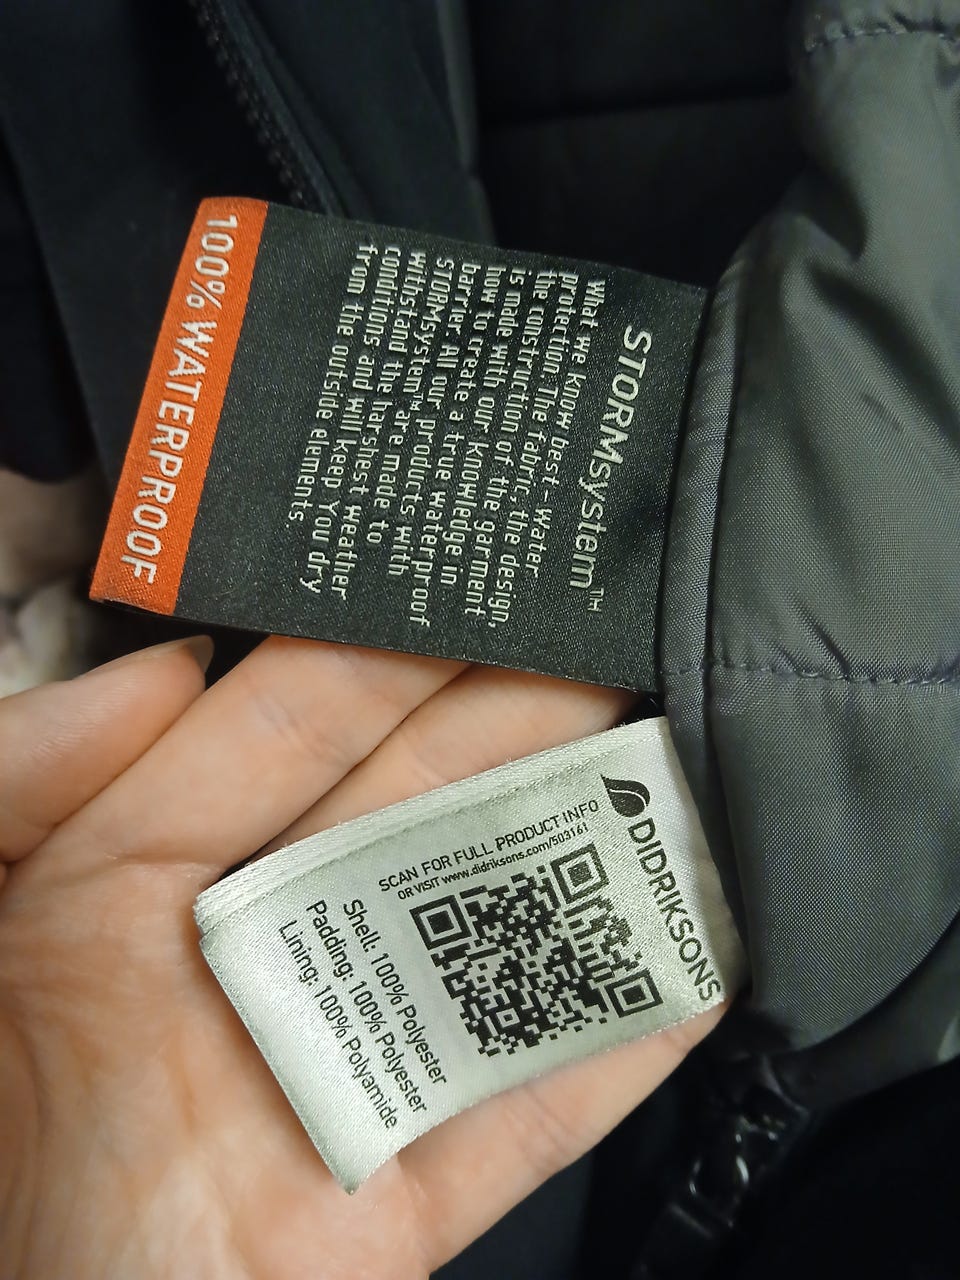 STORMsystem™
What we know best - water
protection. The fabric, the design,
the construction of the garment
is made with our knowledge in
how to create a true waterproof
barrier. All our products with
STORMsystem™ are made to
withstand the harshest weather
conditions and will keep you dry
from the outside elements.
100% WATERPROOF
DIDRIKSONS
SCAN FOR FULL PRODUCT INFO
OR VISIT www.didriksons.com/503161
Shell: 100% Polyester
Padding: 100% Polyester
Lining: 100% Polyamide